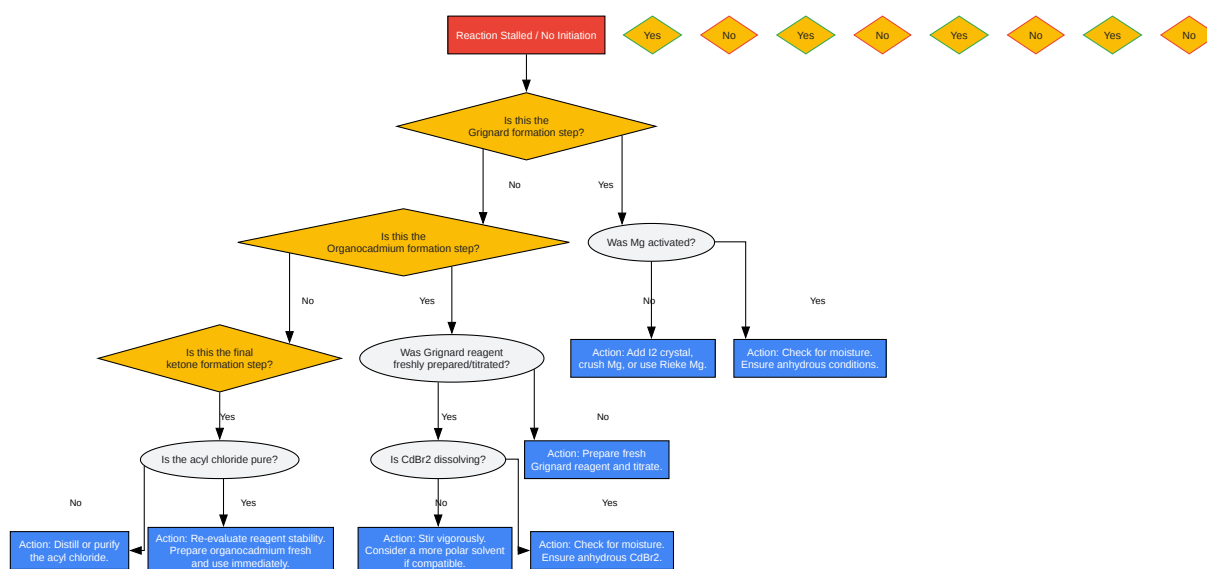 Reaction Stalled / No Initiation
Yes
No
Yes
No
Yes
No
Yes
No
Is this the
Grignard formation step?
No
Yes
Is this the
Organocadmium formation step?
Was Mg activated?
No
Yes
No
Yes
Is this the final
ketone formation step?
Was Grignard reagent
freshly prepared/titrated?
Action: Add I2 crystal,
crush Mg, or use Rieke Mg.
Action: Check for moisture.
Ensure anhydrous conditions.
Yes
Yes
No
Is the acyl chloride pure?
Is CdBr2 dissolving?
Action: Prepare fresh
Grignard reagent and titrate.
No
Yes
No
Yes
Action: Distill or purify
the acyl chloride.
Action: Re-evaluate reagent stability.
Prepare organocadmium fresh
and use immediately.
Action: Stir vigorously.
Consider a more polar solvent
if compatible.
Action: Check for moisture.
Ensure anhydrous CdBr2.